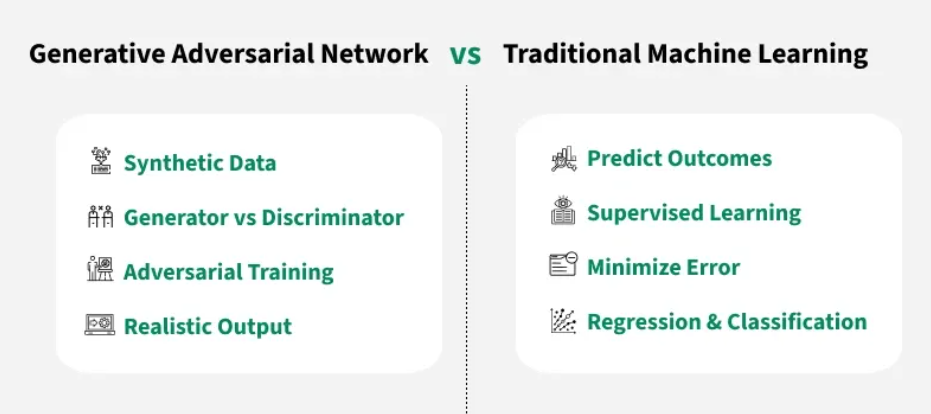 Generative Adversarial Network vs Traditional Machine Learning
Synthetic Data
Generator vs Discriminator
Adversarial Training
Realistic Output
Predict Outcomes
Supervised Learning
Minimize Error
Regression & Classification